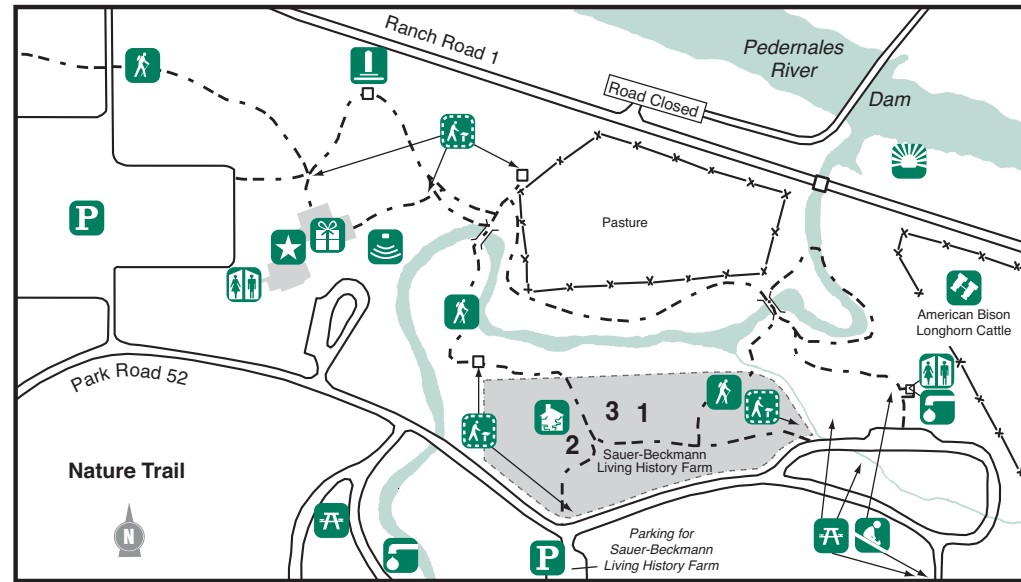 Ranch Road 1
Pedernales
River
Dam
Road Closed
Pasture
P
American Bison
Longhorn Cattle
Park Road 52
3 1
2
Sauer-Beckmann
Living History Farm
Nature Trail
N
P
Parking for
Sauer-Beckmann
Living History Farm